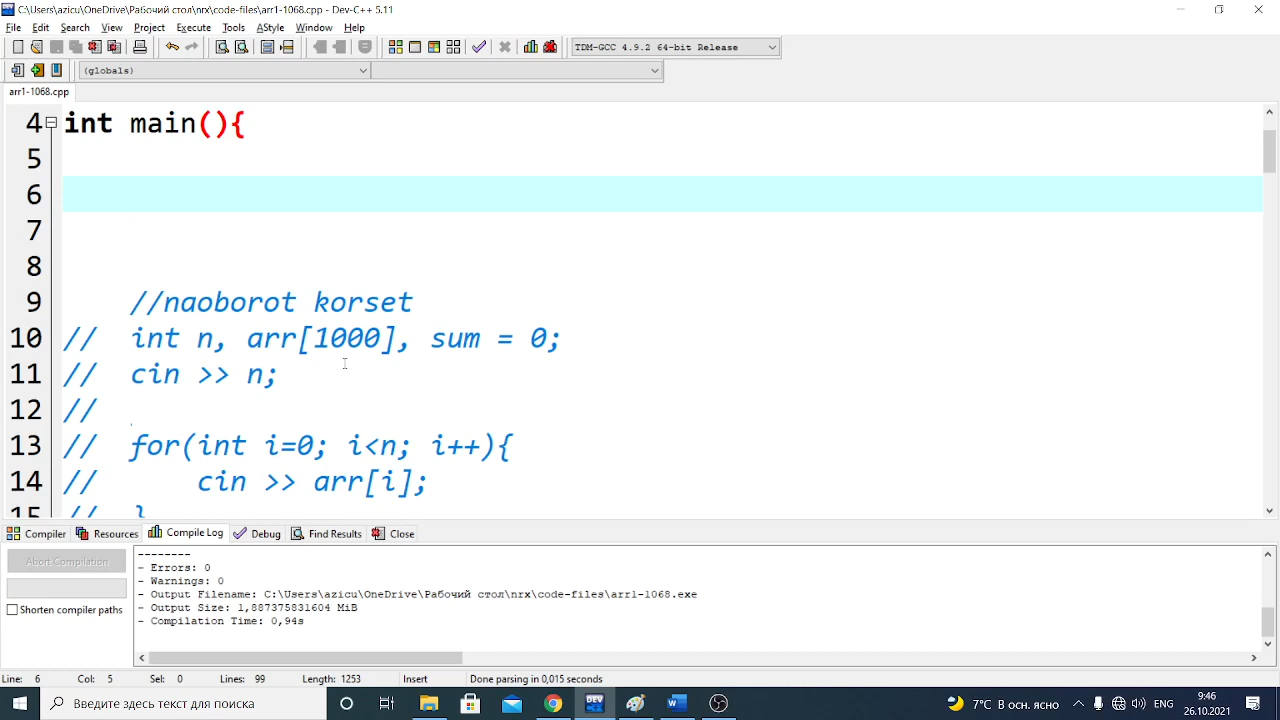 C:\Users\azicu\OneDrive\Рабочий стол\nrx\code-files\arr1-1068.cpp - Dev-C++ 5.11
File Edit Search View Project Execute Tools AStyle Window Help
TDM-GCC 4.9.2 64-bit Release
(globals)
arr1-1068.cpp
4 int main(){
5
6
7
8
9 //naoborot korset
10 // int n, arr[1000], sum = 0;
11 // cin >> n;
12 //
13 // for(int i=0; i<n; i++){
14 // cin >> arr[i];
15 // }
Compiler Resources Compile Log Debug Find Results Close
Abort Compilation
Shorten compiler paths
--------
- Errors: 0
- Warnings: 0
- Output Filename: C:\Users\azicu\OneDrive\Рабочий стол\nrx\code-files\arr1-1068.exe
- Output Size: 1,887375831604 MiB
- Compilation Time: 0,94s
Line: 6 Col: 5 Sel: 0 Lines: 99 Length: 1253 Insert Done parsing in 0,015 seconds
Введите здесь текст для поиска
DEV
7°C В осн. ясно
ENG
9:46
26.10.2021